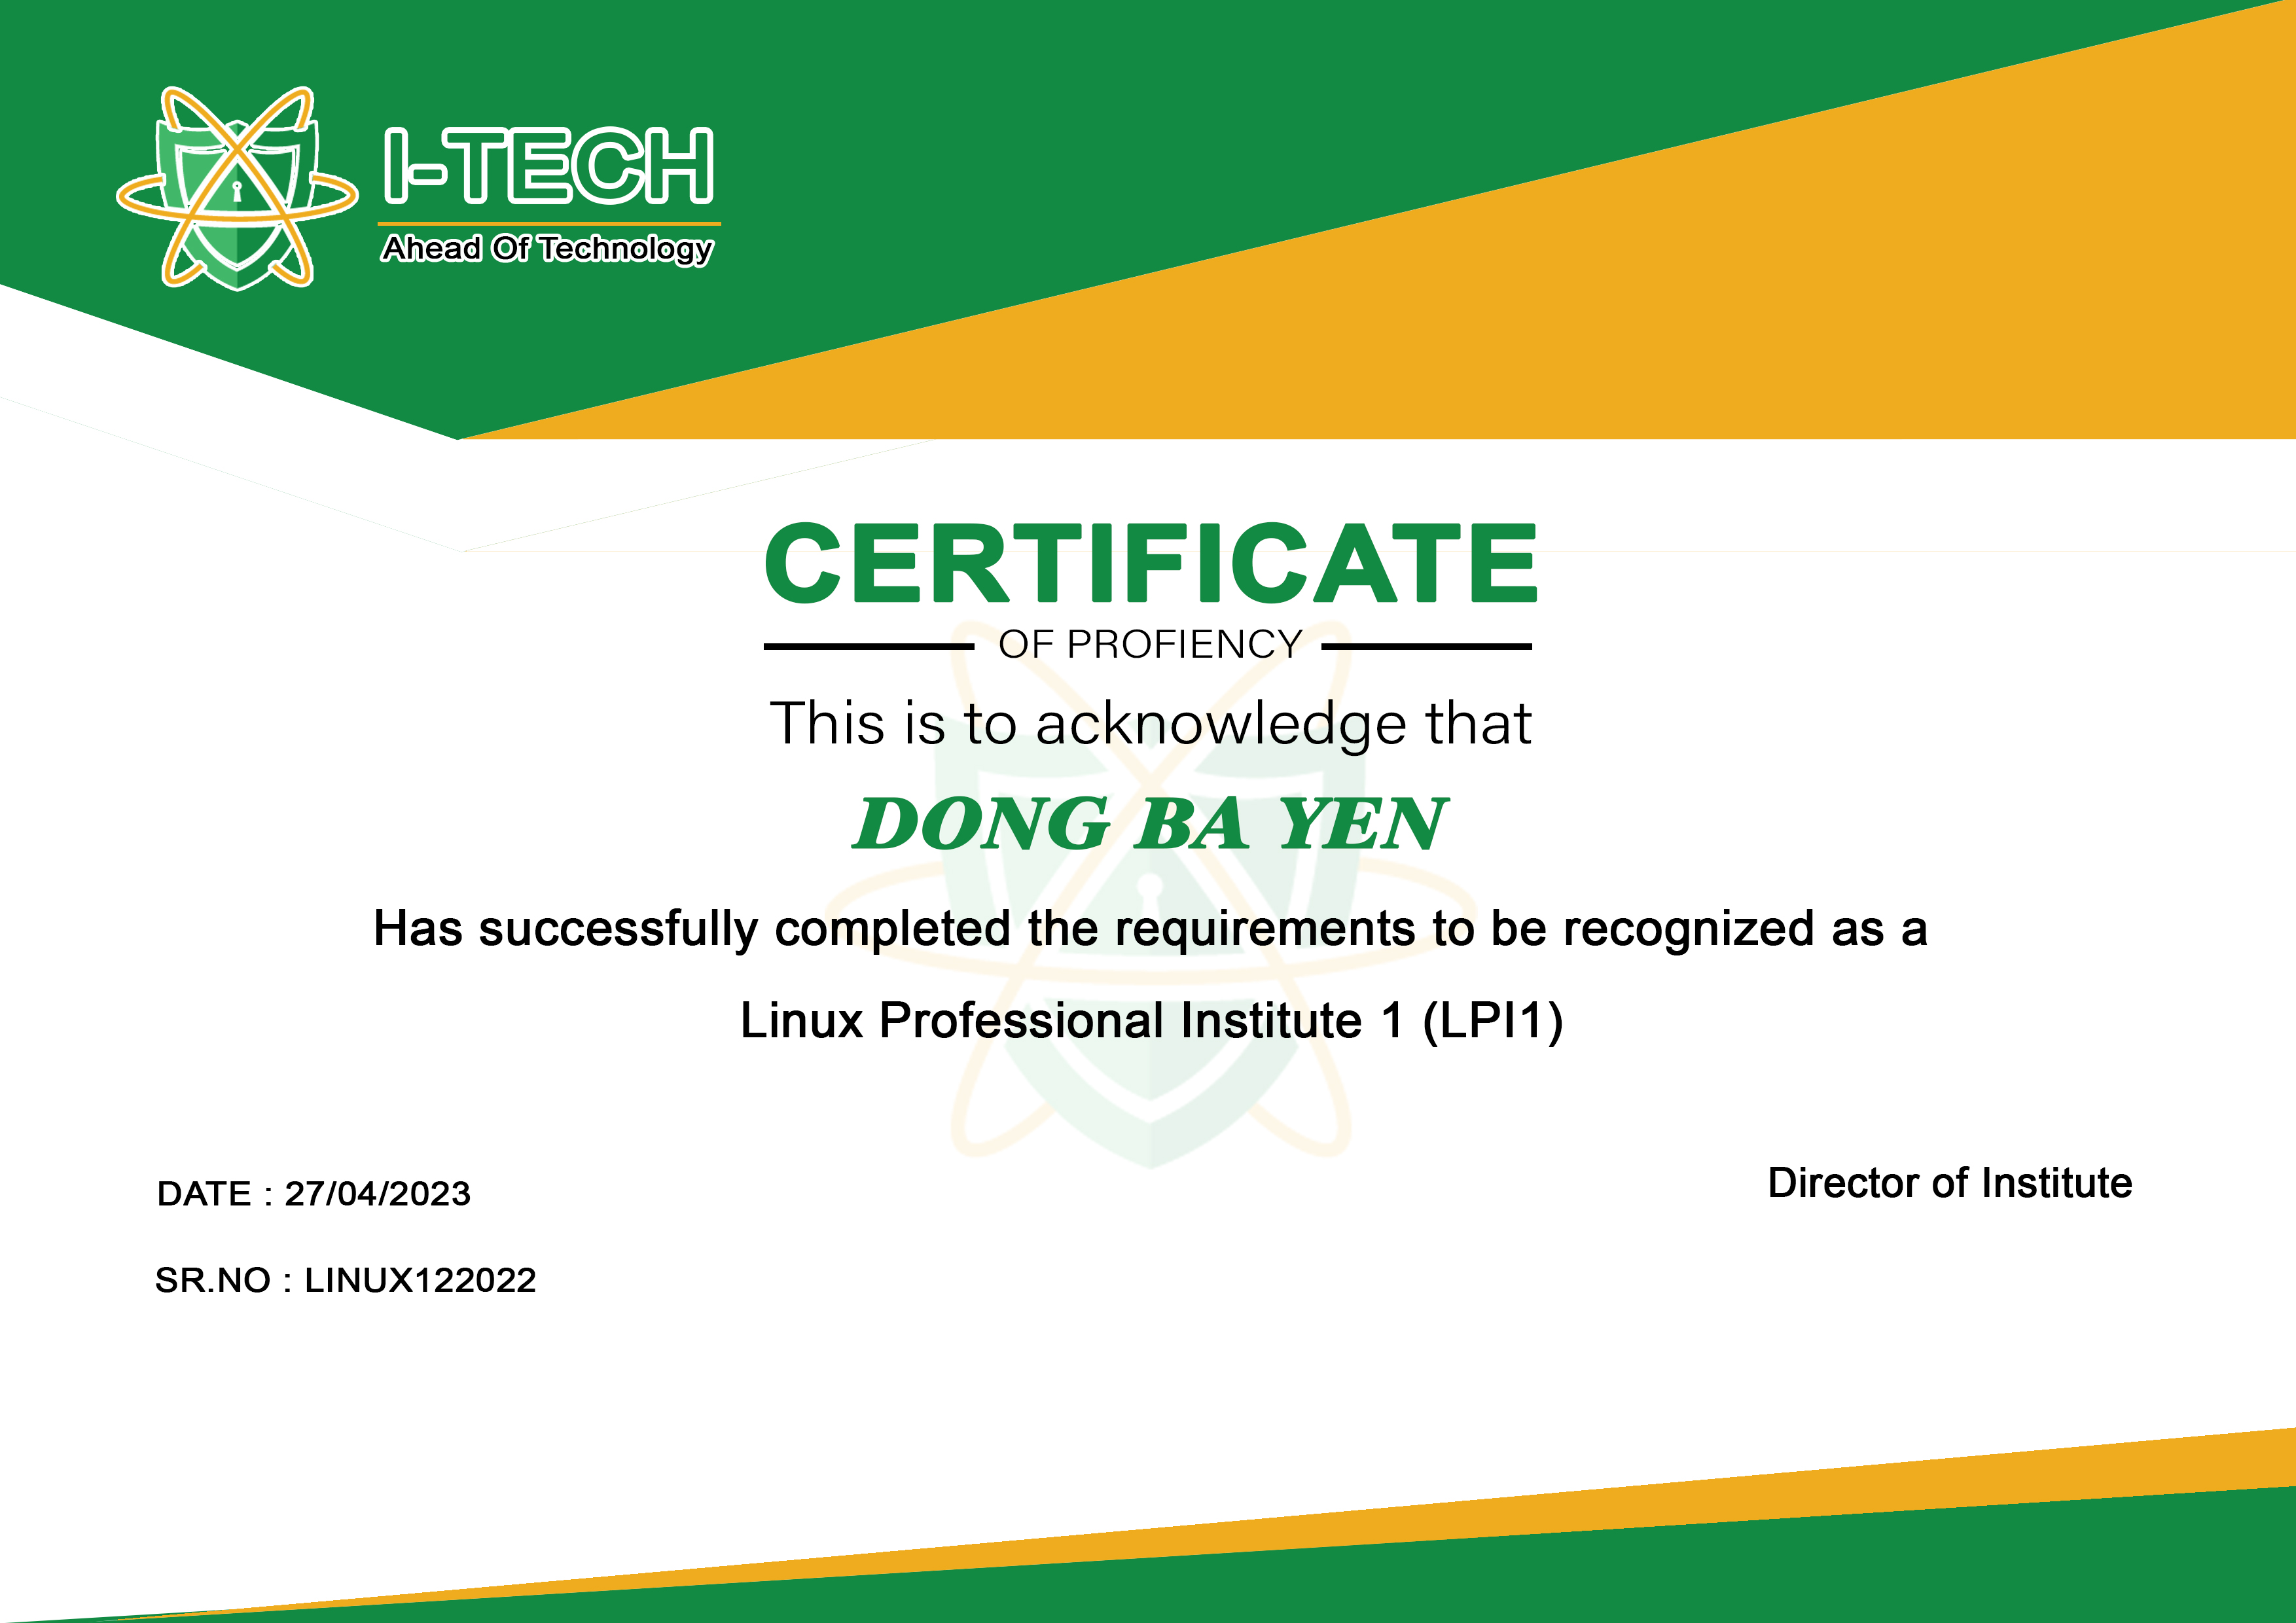 I-TECH
Ahead Of Technology
CERTIFICATE
OF PROFIENCY
This is to acknowledge that
DONG BA YEN
Has successfully completed the requirements to be recognized as a
Linux Professional Institute 1 (LPI1)
DATE : 27/04/2023
Director of Institute
SR.NO : LINUX122022